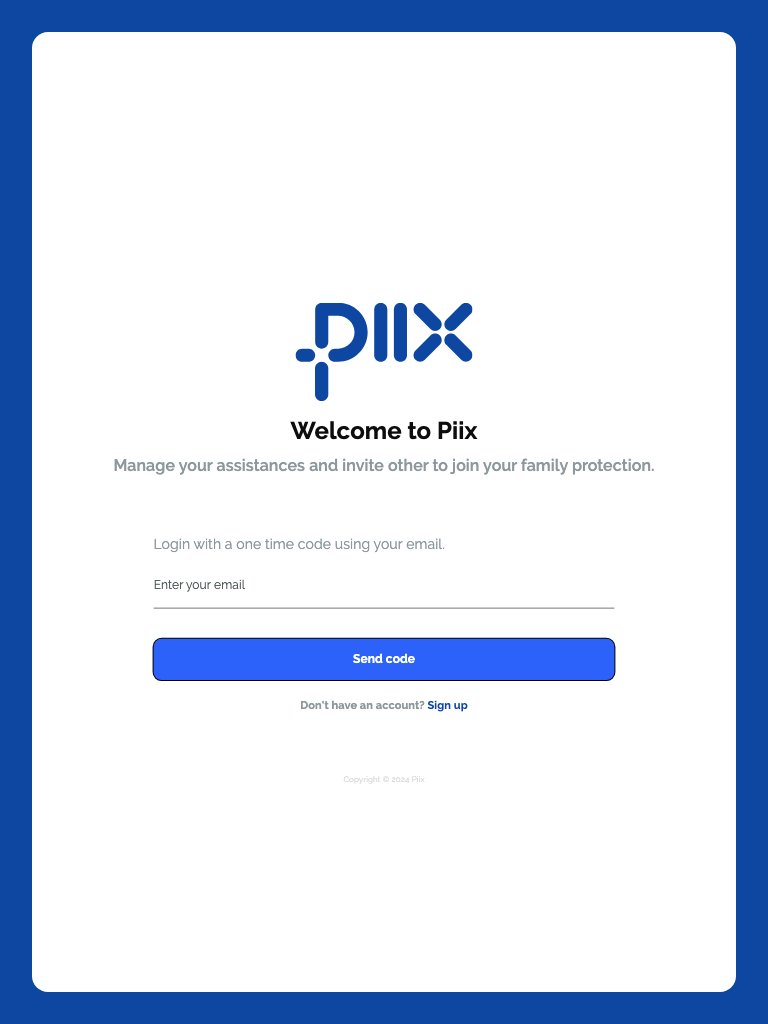 piix
Welcome to Piix
Manage your assistances and invite other to join your family protection.
Login with a one time code using your email.
Enter your email
Send code
Don't have an account? Sign up
Copyright © 2024 Piix